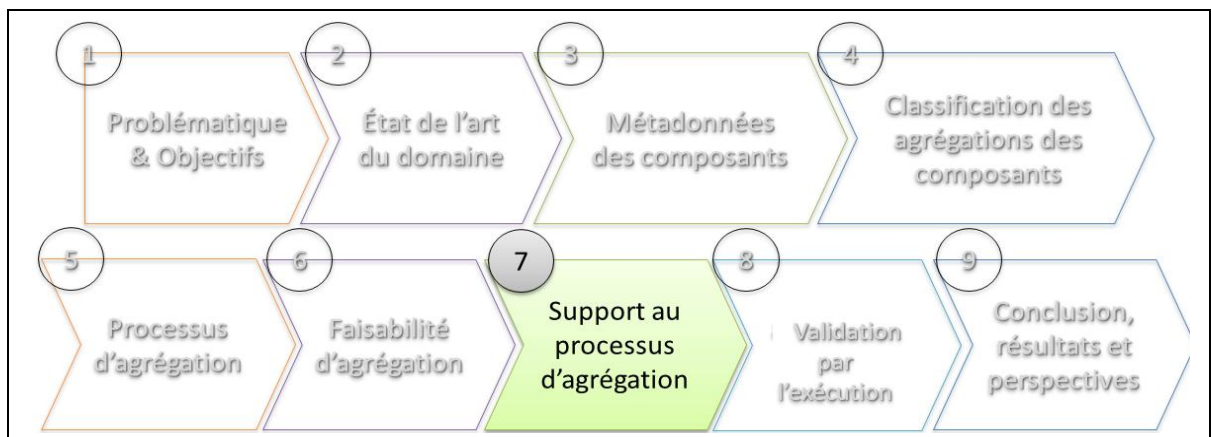 1
Problématique
& Objectifs
2
État de l'art
du domaine
3
Métadonnées
des composants
4
Classification des
agrégations des
composants
5
Processus
d'agrégation
6
Faisabilité
d'agrégation
7
Support au
processus
d'agrégation
8
Validation
par
l'exécution
9
Conclusion,
résultats et
perspectives